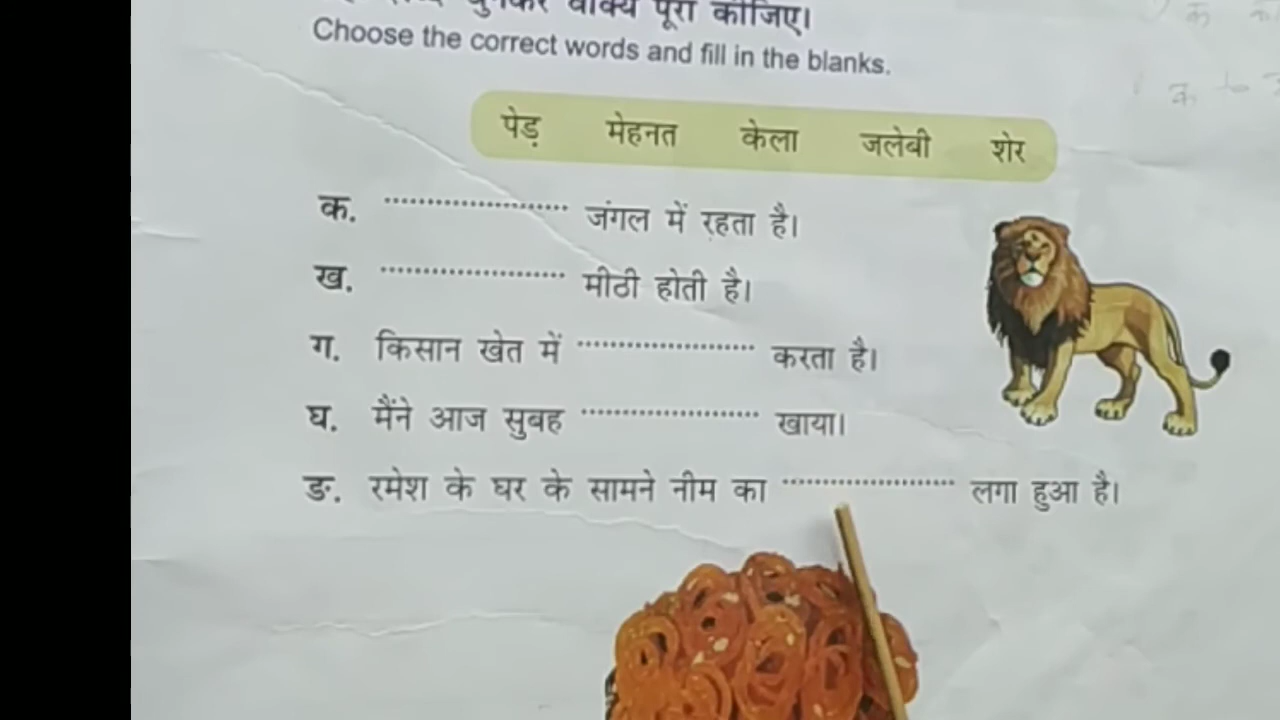 चुनकर वाक्य पूरा कीजिए।
Choose the correct words and fill in the blanks.
पेड़ मेहनत केला जलेबी शेर
क. ........................ जंगल में रहता है।
ख. ........................ मीठी होती है।
ग. किसान खेत में ........................ करता है।
घ. मैंने आज सुबह ........................ खाया।
ङ. रमेश के घर के सामने नीम का ........................ लगा हुआ है।